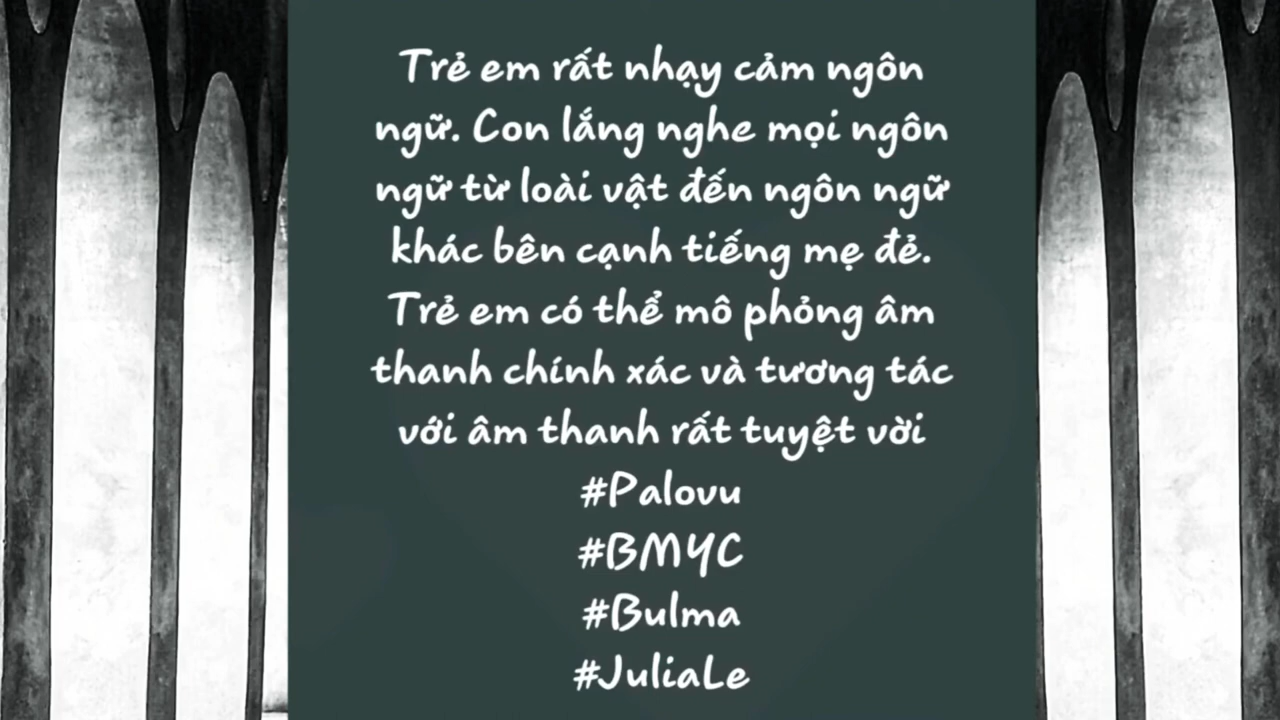 Trẻ em rất nhạy cảm ngôn
ngữ. Con lắng nghe mọi ngôn
ngữ từ loài vật đến ngôn ngữ
khác bên cạnh tiếng mẹ đẻ.
Trẻ em có thể mô phỏng âm
thanh chính xác và tương tác
với âm thanh rất tuyệt vời
#Palovu
#BMYC
#Bulma
#JuliaLe